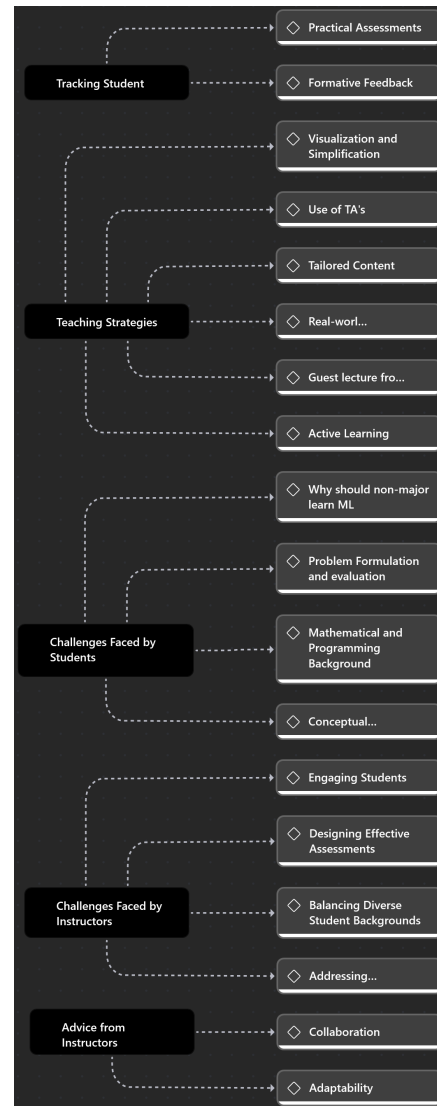 Practical Assessments
Tracking Student
Formative Feedback
Visualization and
Simplification
Use of TA's
Tailored Content
Teaching Strategies
Real-worl...
Guest lecture fro...
Active Learning
Why should non-major
learn ML
Problem Formulation
and evaluation
Challenges Faced by
Students
Mathematical and
Programming
Background
Conceptual...
Engaging Students
Designing Effective
Assessments
Challenges Faced by
Instructors
Balancing Diverse
Student Backgrounds
Addressing...
Advice from
Instructors
Collaboration
Adaptability